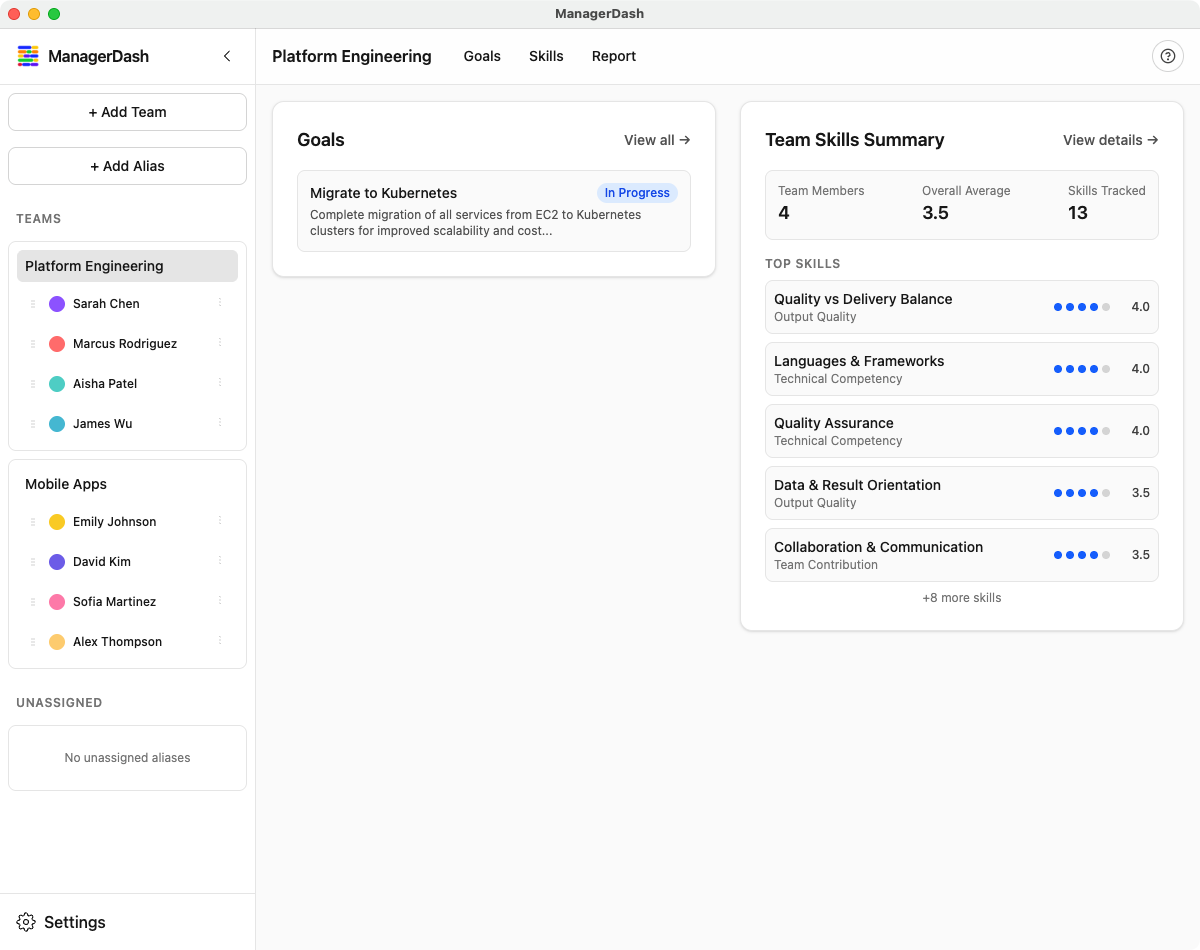 ManagerDash
ManagerDash
+ Add Team
+ Add Alias
TEAMS
Platform Engineering
Sarah Chen
Marcus Rodriguez
Aisha Patel
James Wu
Mobile Apps
Emily Johnson
David Kim
Sofia Martinez
Alex Thompson
UNASSIGNED
No unassigned aliases
Settings
Platform Engineering Goals Skills Report
Goals View all →
Migrate to Kubernetes In Progress
Complete migration of all services from EC2 to Kubernetes
clusters for improved scalability and cost...
Team Skills Summary View details →
Team Members Overall Average Skills Tracked
4 3.5 13
TOP SKILLS
Quality vs Delivery Balance
Output Quality
4.0
Languages & Frameworks
Technical Competency
4.0
Quality Assurance
Technical Competency
4.0
Data & Result Orientation
Output Quality
3.5
Collaboration & Communication
Team Contribution
3.5
+8 more skills